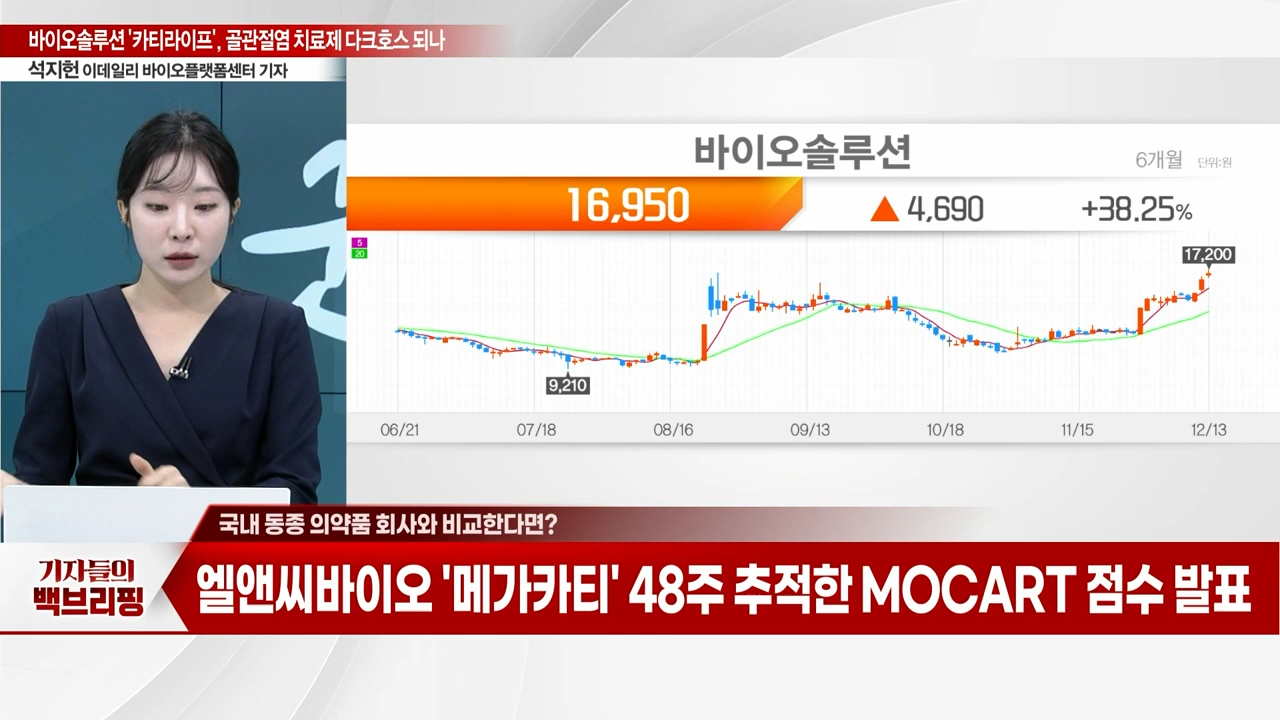 바이오솔루션 '카티라이프', 골관절염 치료제 다크호스 되나
석지헌 이데일리 바이오플랫폼센터 기자
바이오솔루션
6개월 단위:원
16,950 ▲ 4,690 +38.25%
5
20
17,200
9,210
06/21 07/18 08/16 09/13 10/18 11/15 12/13
국내 동종 의약품 회사와 비교한다면?
기자들의
백브리핑
엘앤씨바이오 '메가카티' 48주 추적한 MOCART 점수 발표